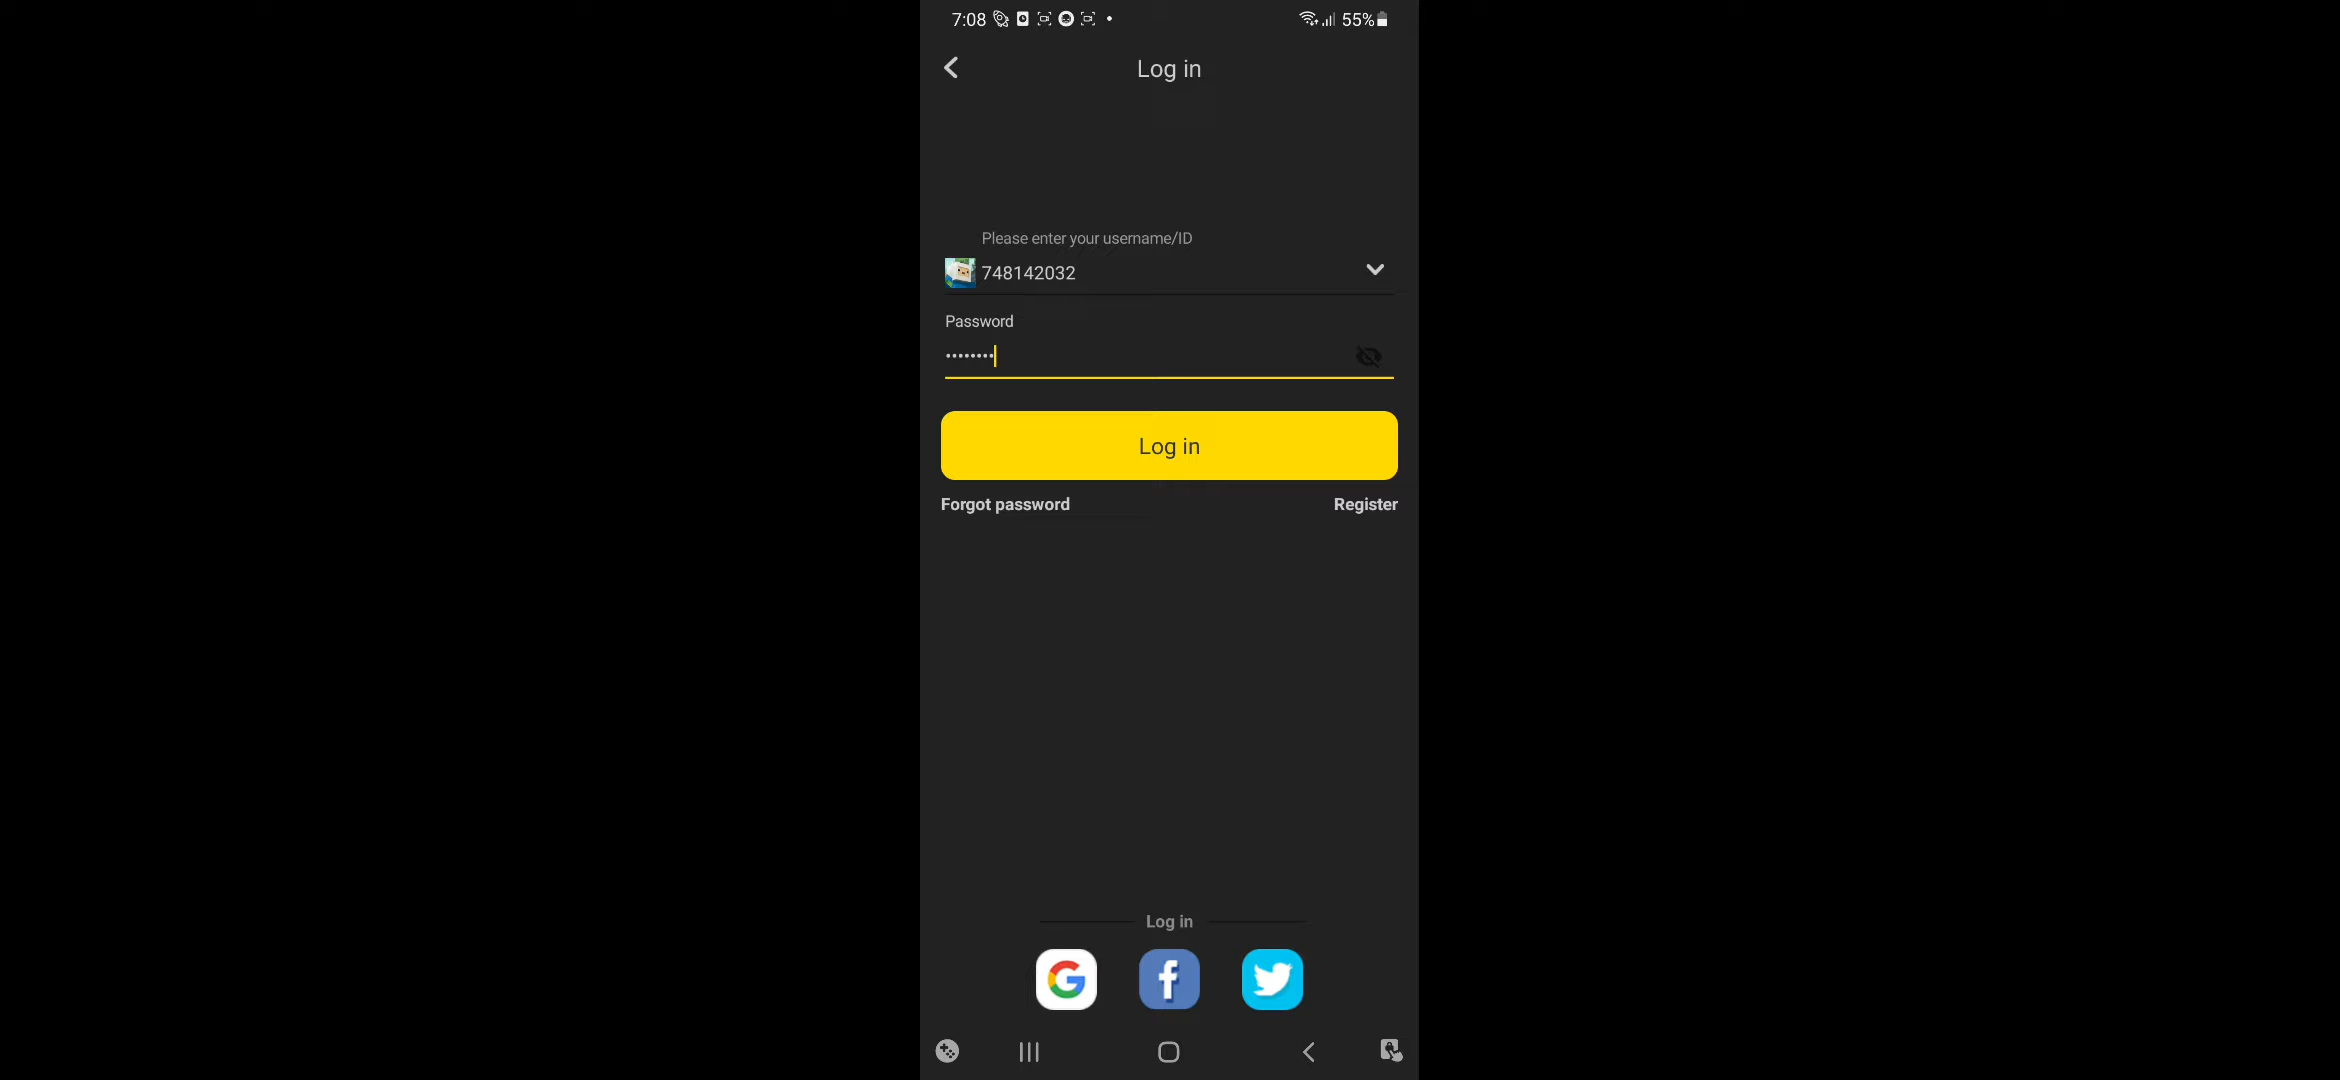 7:08
55%
Log in
Please enter your username/ID
748142032
Password
••••••••
Log in
Forgot password
Register
Log in